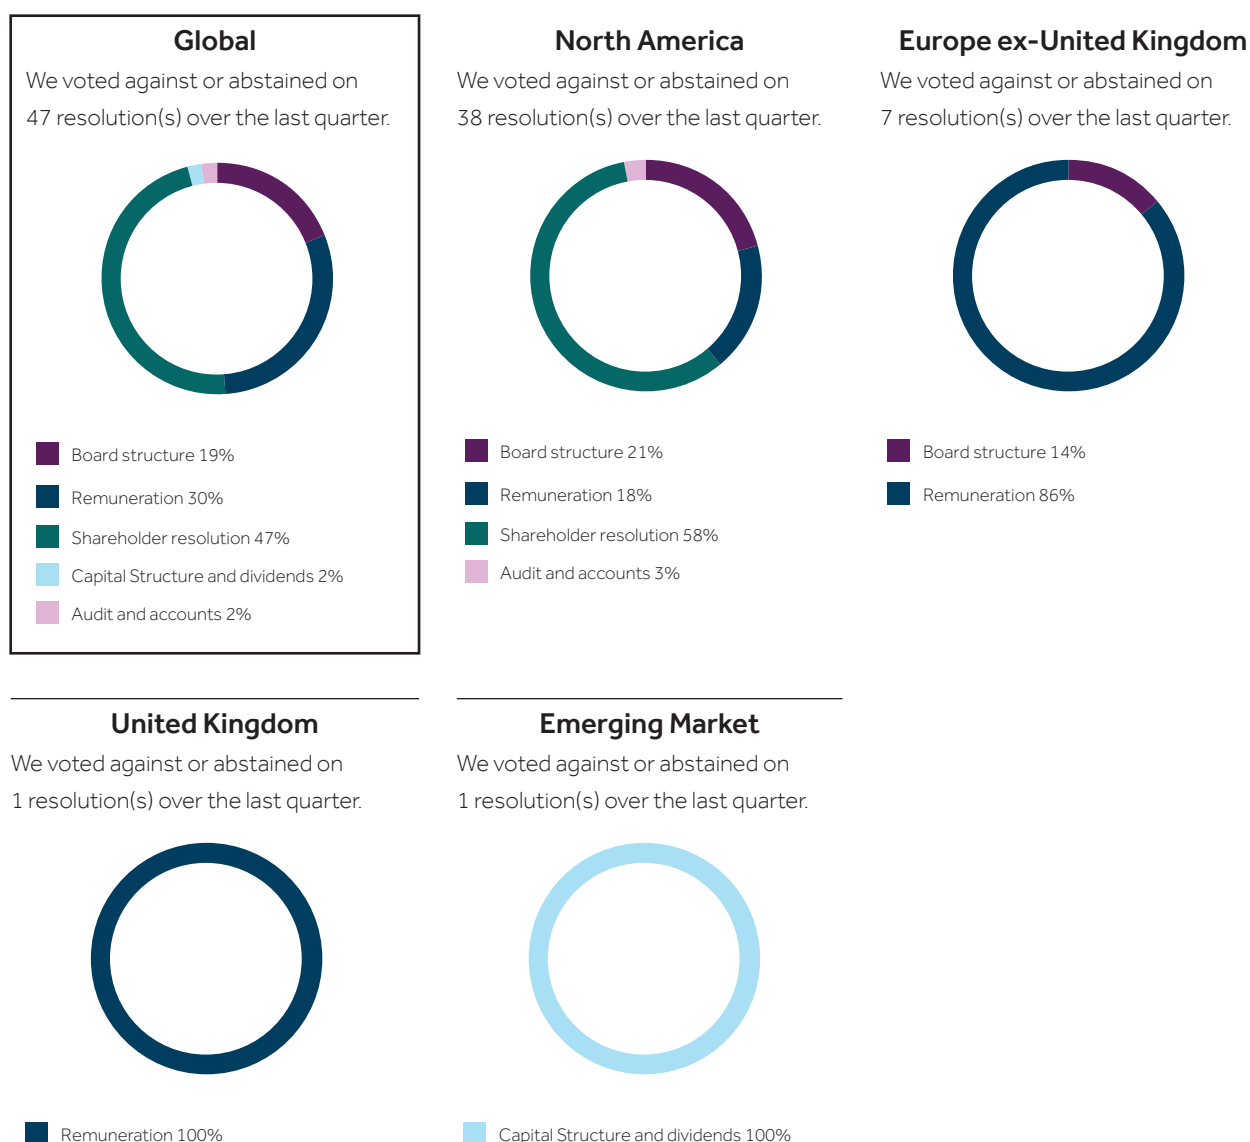 Global
We voted against or abstained on
47 resolution(s) over the last quarter.
Board structure 19%
Remuneration 30%
Shareholder resolution 47%
Capital Structure and dividends 2%
Audit and accounts 2%
North America
We voted against or abstained on
38 resolution(s) over the last quarter.
Board structure 21%
Remuneration 18%
Shareholder resolution 58%
Audit and accounts 3%
Europe ex-United Kingdom
We voted against or abstained on
7 resolution(s) over the last quarter.
Board structure 14%
Remuneration 86%
United Kingdom
We voted against or abstained on
1 resolution(s) over the last quarter.
Remuneration 100%
Emerging Market
We voted against or abstained on
1 resolution(s) over the last quarter.
Capital Structure and dividends 100%